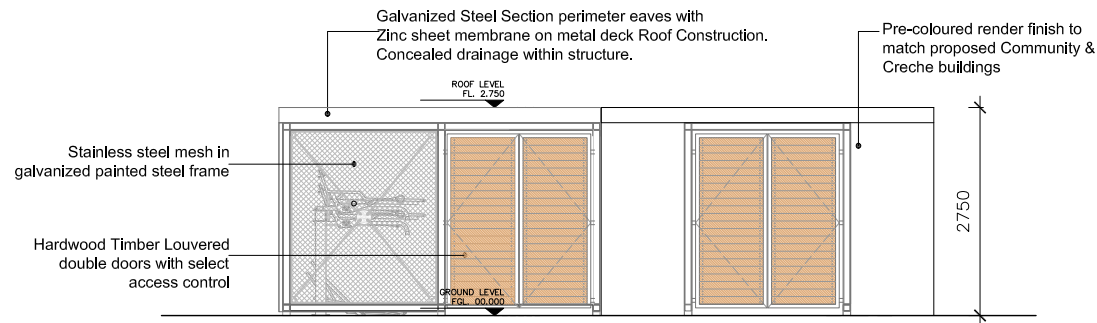 Galvanized Steel Section perimeter eaves with
Zinc sheet membrane on metal deck Roof Construction.
Concealed drainage within structure.
Pre-coloured render finish to
match proposed Community &
Creche buildings
ROOF LEVEL
FL. 2.750
Stainless steel mesh in
galvanized painted steel frame
2750
Hardwood Timber Louvered
double doors with select
access control
GROUND LEVEL
FGL. 00.000